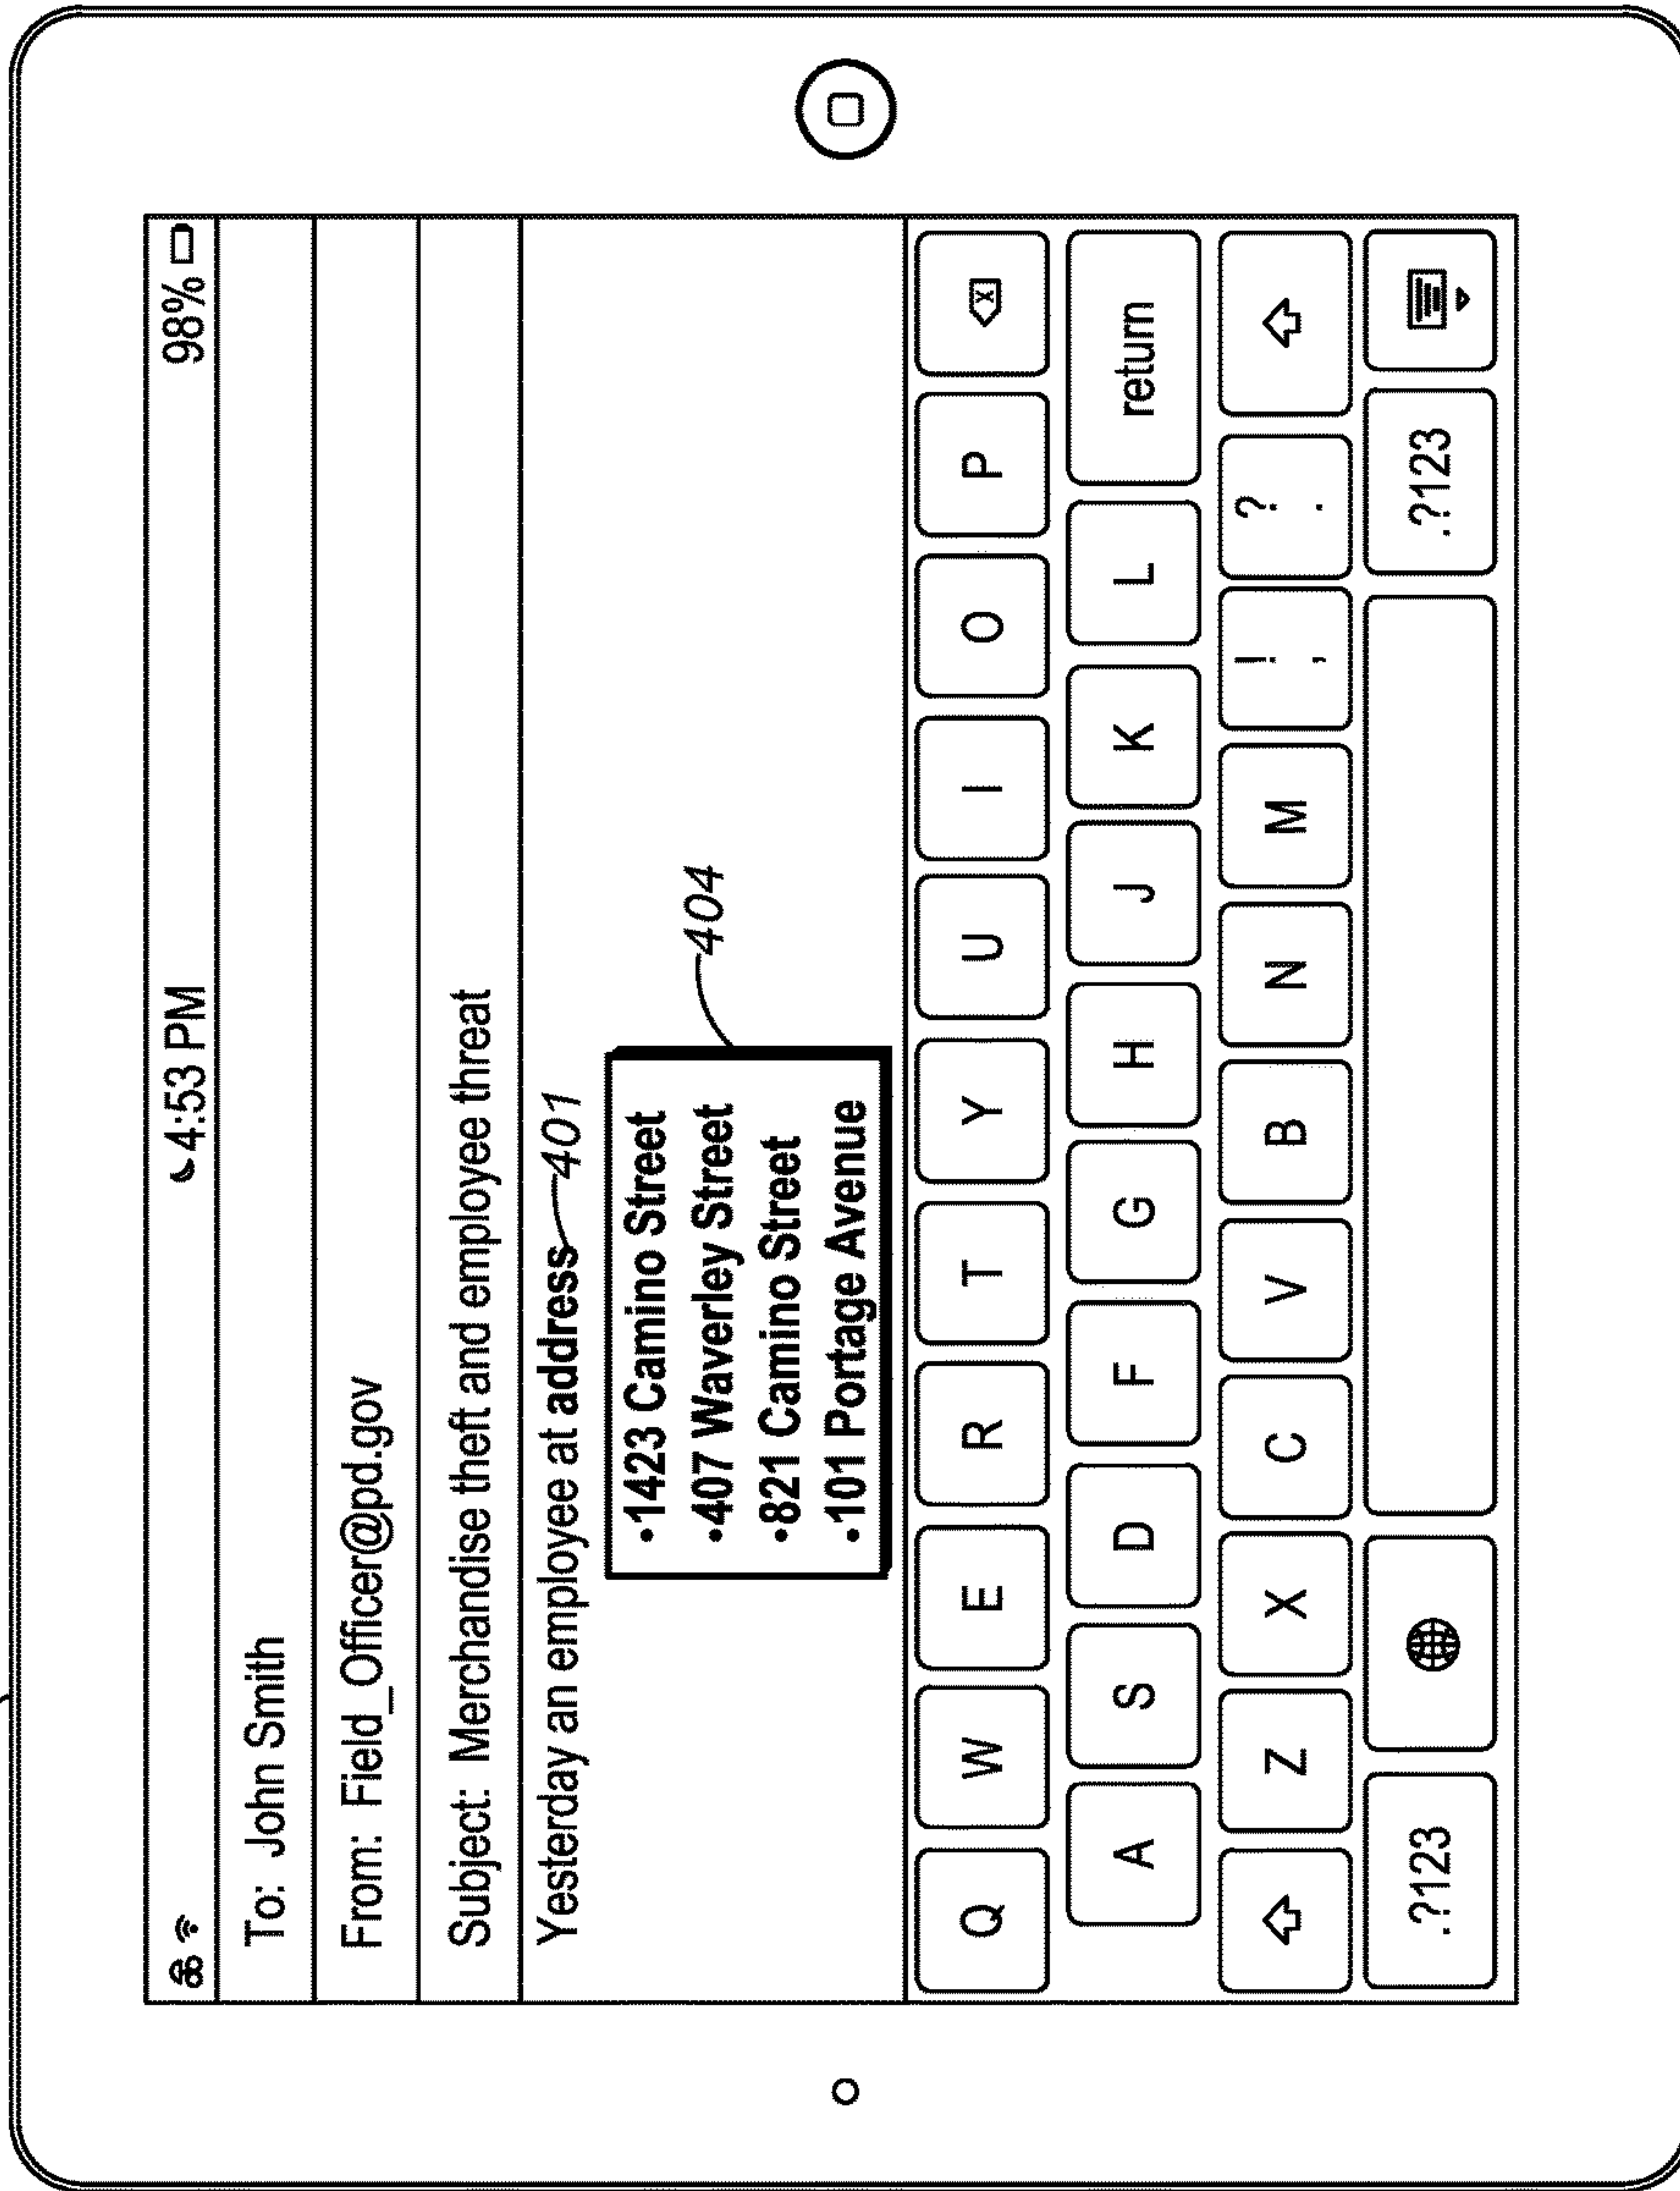 4:53 PM 98%
To: John Smith
From: Field_Officer@pd.gov
Subject: Merchandise theft and employee threat
Yesterday an employee at address 401
•1423 Camino Street
•407 Waverley Street
•821 Camino Street
•101 Portage Avenue
404
Q W E R T Y U I O P X
A S D F G H J K L return
Z X C V B N M ! , ? .
.?123 .?123